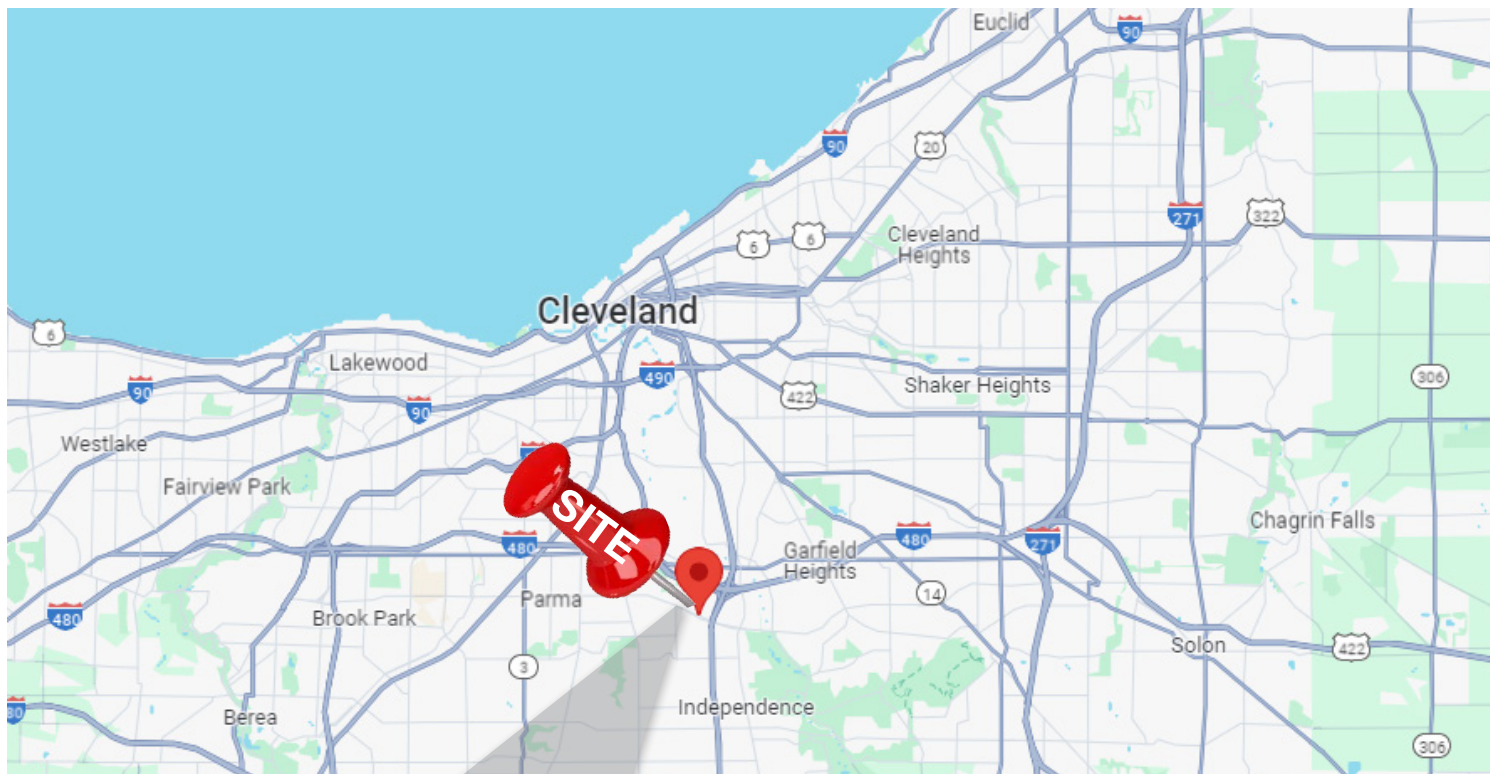 Euclid
90
20
90
271
322
6
6
Cleveland
Heights
Cleveland
6
Lakewood
490
90
90
422
Shaker Heights
306
Westlake
Fairview Park
SITE
480
480
271
Chagrin Falls
Garfield
Heights
14
Parma
Brook Park
480
3
Solon
422
Independence
Berea
80
306